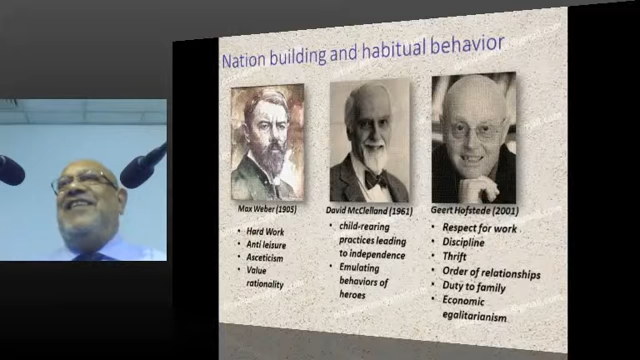 Nation building and habitual behavior
Max Weber (1905)
• Hard Work
• Anti leisure
• Asceticism
• Value
rationality
David McClelland (1961)
• child-rearing
practices leading
to independence
• Emulating
behaviors of
heroes
Geert Hofstede (2001)
• Respect for work
• Discipline
• Thrift
• Order of relationships
• Duty to family
• Economic
egalitarianism